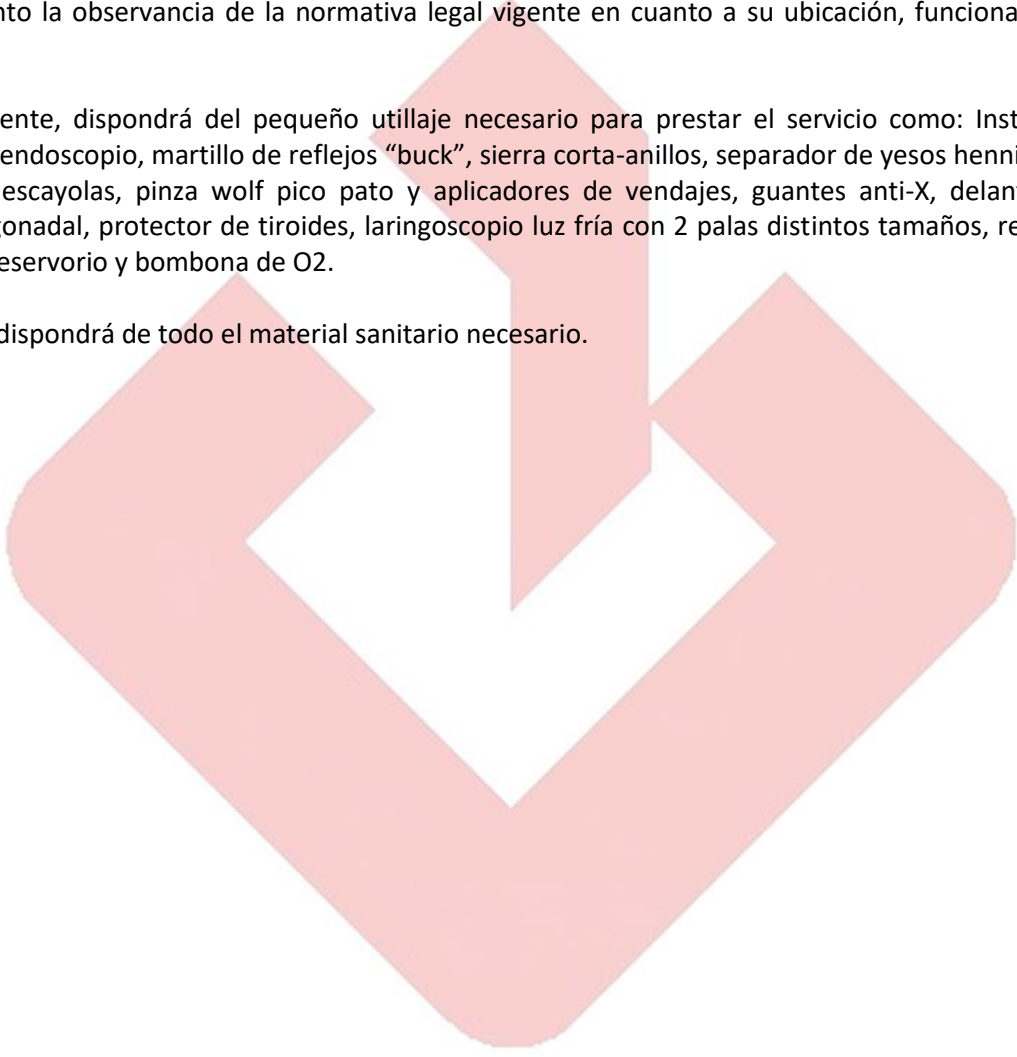 nto la observancia de la normativa legal vigente en cuanto a su ubicación, funciona
ente, dispondrá del pequeño utillaje necesario para prestar el servicio como: Inst
endoscopio, martillo de reflejos “buck”, sierra corta-anillos, separador de yesos henni
escayolas, pinza wolf pico pato y aplicadores de vendajes, guantes anti-X, delant
gonadal, protector de tiroides, laringoscopio luz fría con 2 palas distintos tamaños, re
eservorio y bombona de O2.
dispondrá de todo el material sanitario necesario.